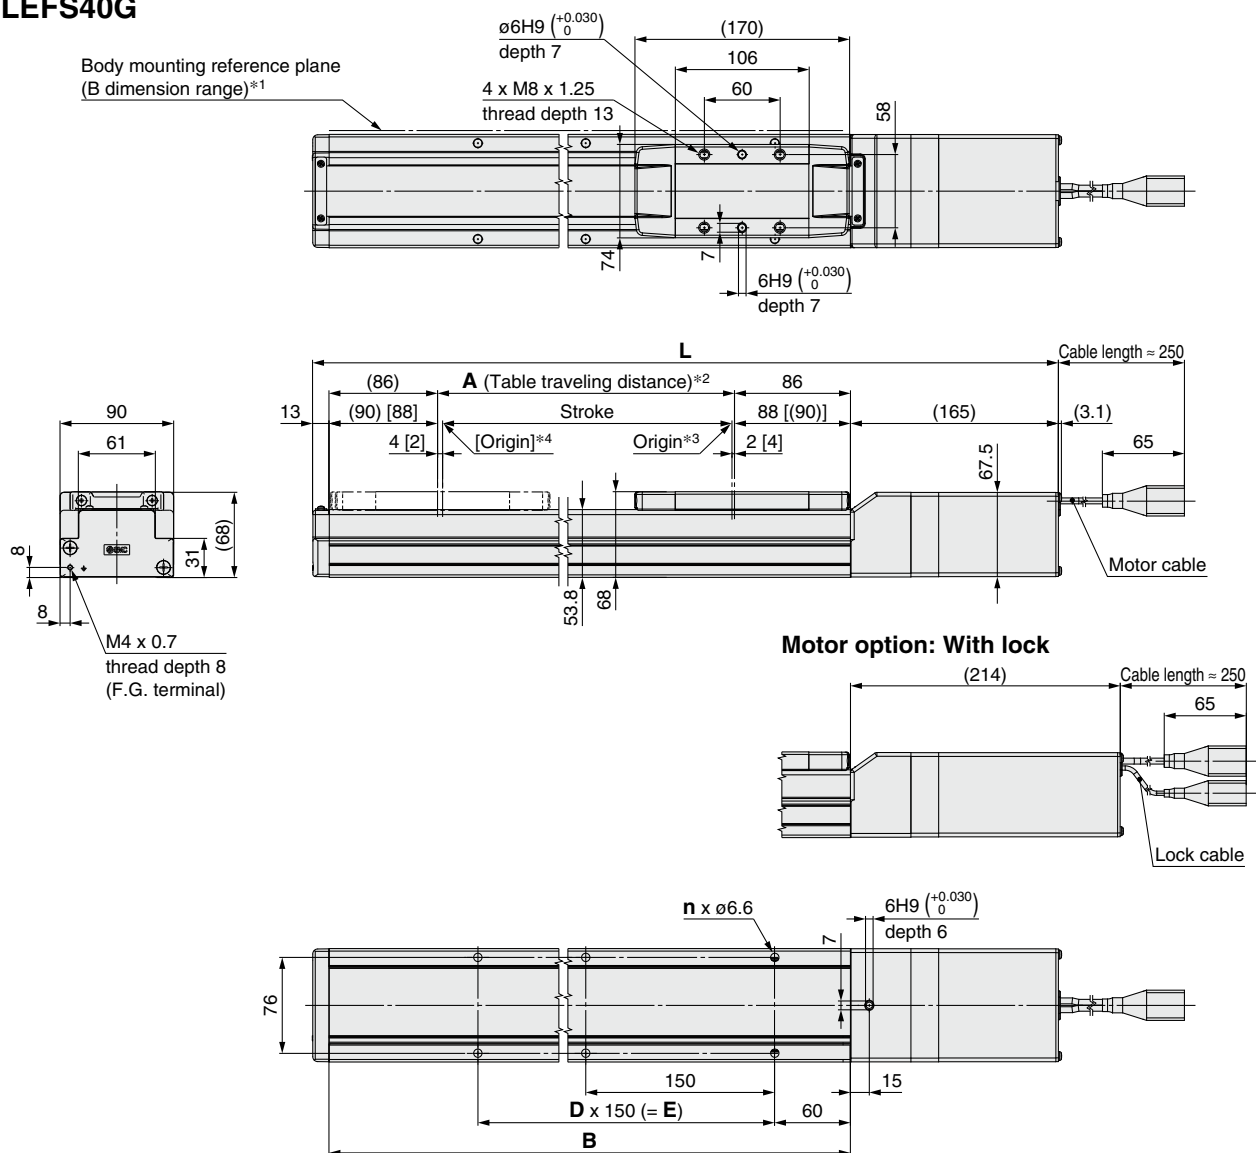 LEFS40G
ø6H9 (+0.030 0)
depth 7
(170)
Body mounting reference plane
(B dimension range)*1
106
4 x M8 x 1.25
thread depth 13
60
58
74
7
6H9 (+0.030 0)
depth 7
L
Cable length ≈ 250
(86)
A (Table traveling distance)*2
86
90
13
(90) [88]
Stroke
88 [(90)]
(165)
(3.1)
61
4 [2]
[Origin]*4
Origin*3
2 [4]
67.5
65
8
SMC
31
(68)
8
53.8
68
Motor cable
M4 x 0.7
thread depth 8
(F.G. terminal)
Motor option: With lock
(214)
Cable length ≈ 250
65
Lock cable
n x ø6.6
6H9 (+0.030 0)
depth 6
7
76
150
15
D x 150 (= E)
60
B